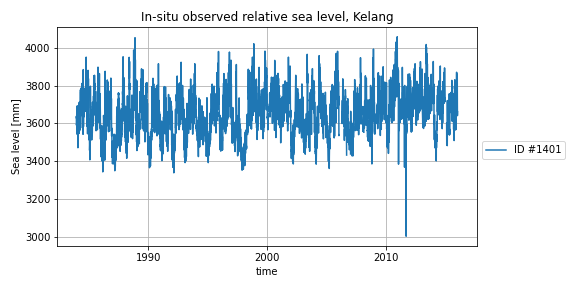 In-situ observed relative sea level, Kelang
4000
3800
3600
3400
3200
3000
Sea level [mm]
1990
2000
2010
time
ID #1401